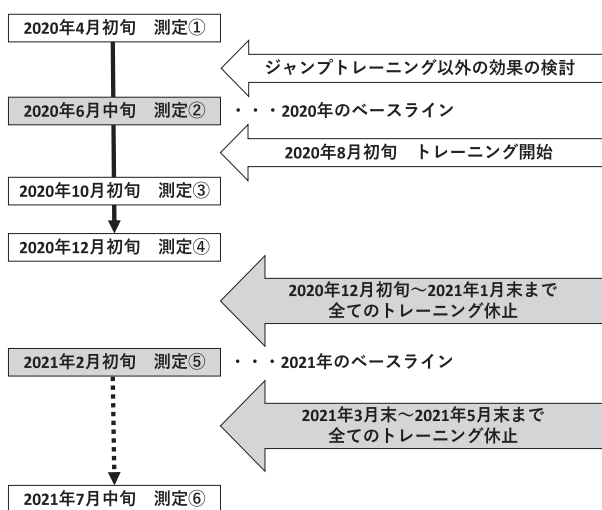 2020年4月初旬　測定①
ジャンプトレーニング以外の効果の検討
2020年6月中旬　測定②
・・・2020年のベースライン
2020年8月初旬　トレーニング開始
2020年10月初旬　測定③
2020年12月初旬　測定④
2020年12月初旬～2021年1月末まで
全てのトレーニング休止
2021年2月初旬　測定⑤
・・・2021年のベースライン
2021年3月末～2021年5月末まで
全てのトレーニング休止
2021年7月中旬　測定⑥